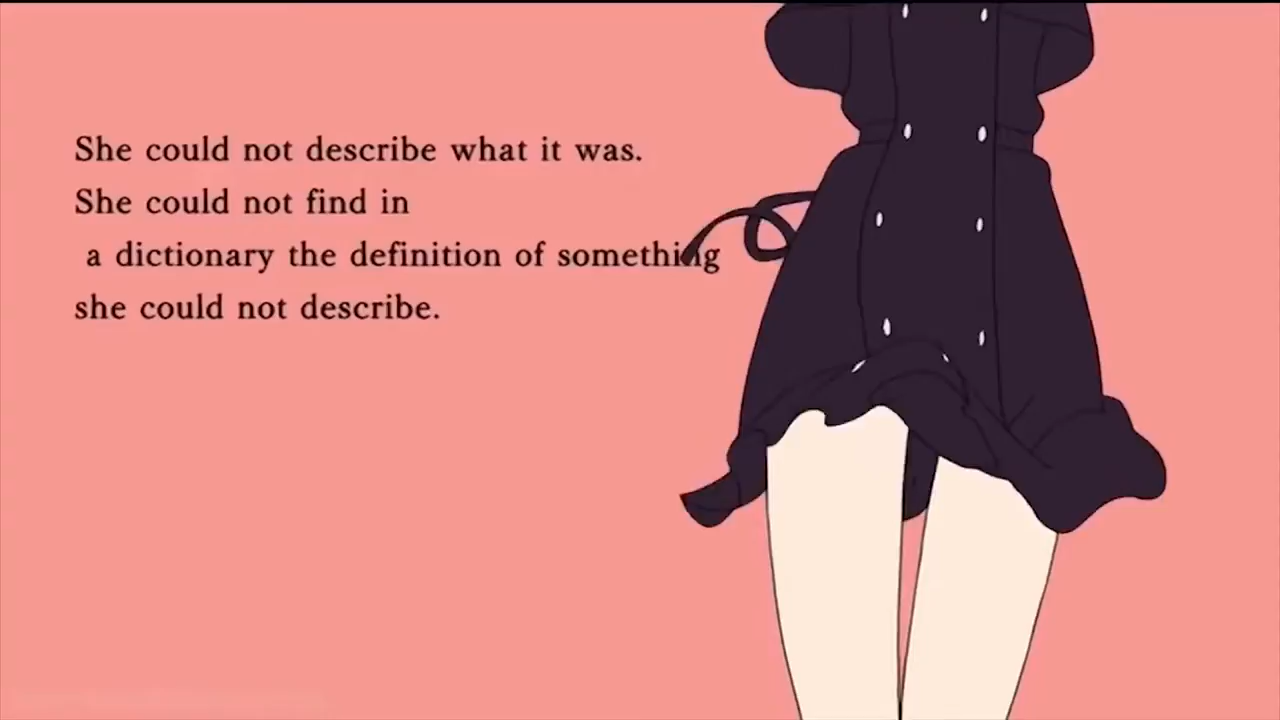 She could not describe what it was.
She could not find in
a dictionary the definition of something
she could not describe.